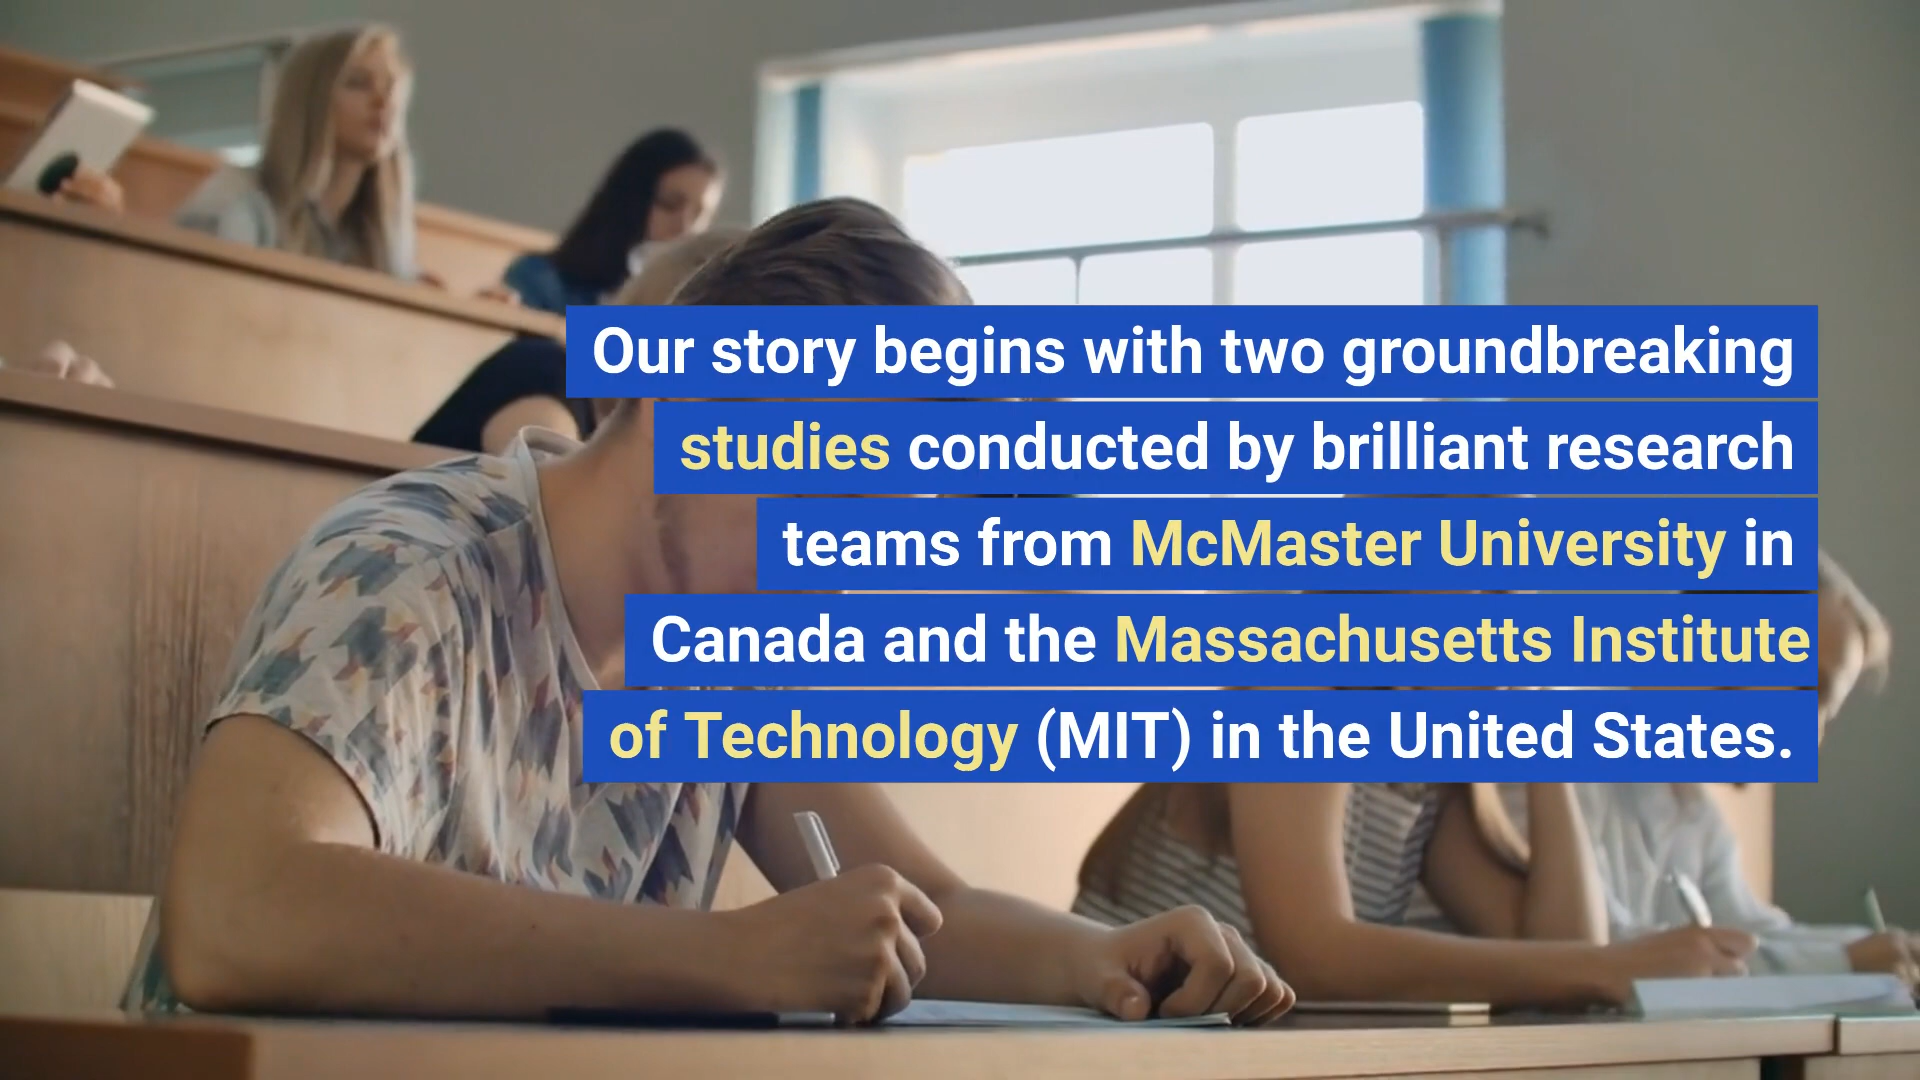 Our story begins with two groundbreaking
studies conducted by brilliant research
teams from McMaster University in
Canada and the Massachusetts Institute
of Technology (MIT) in the United States.